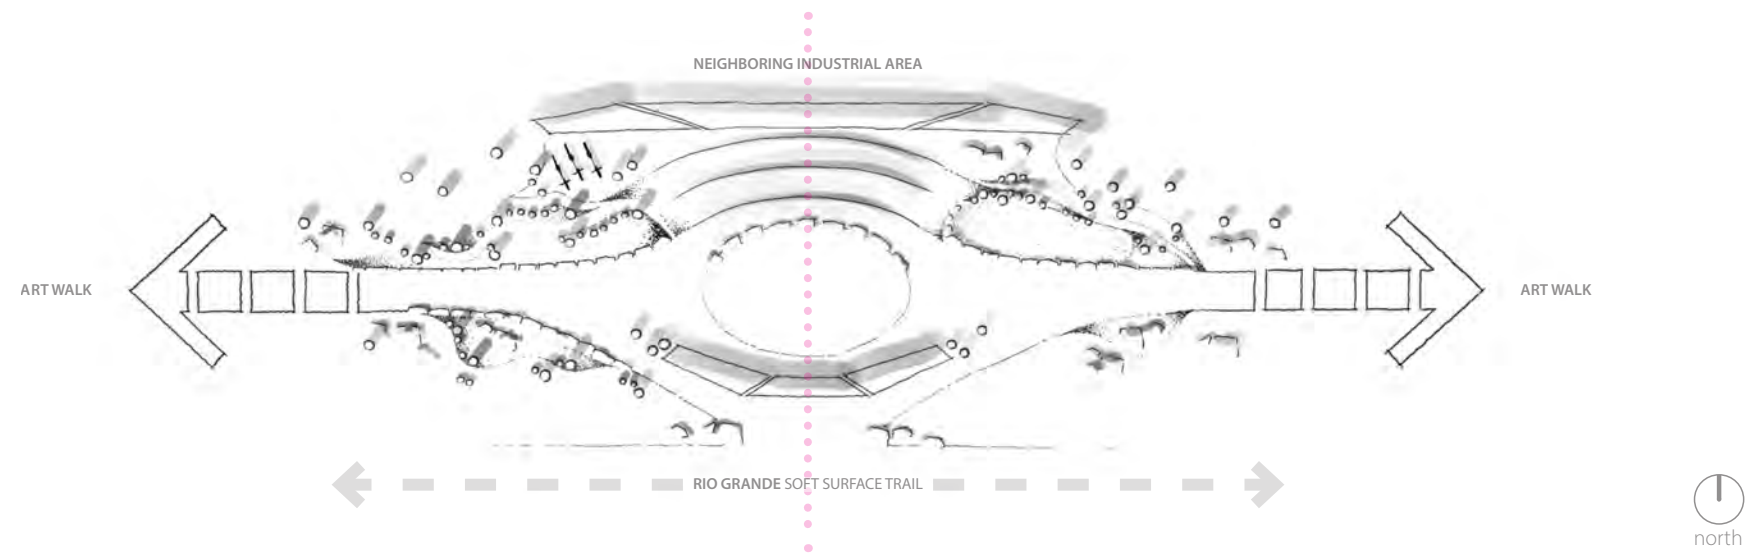 NEIGHBORING INDUSTRIAL AREA
ART WALK
ART WALK
RIO GRANDE SOFT SURFACE TRAIL
north